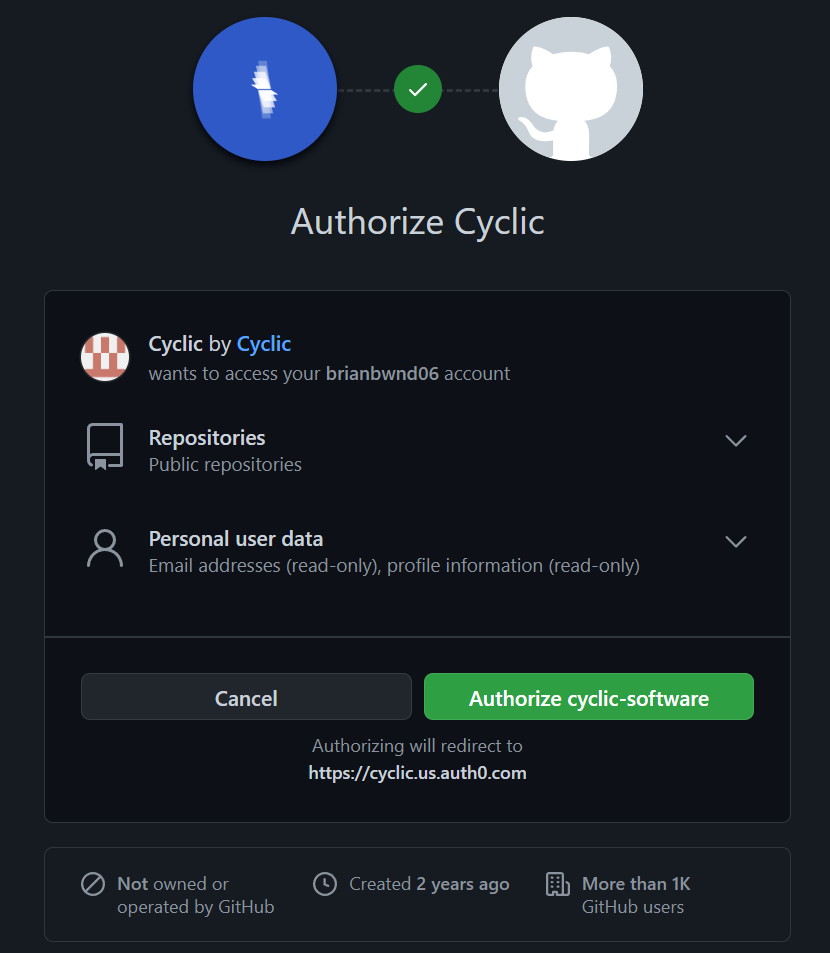 Authorize Cyclic
Cyclic by Cyclic
wants to access your brianbwnd06 account
Repositories
Public repositories
Personal user data
Email addresses (read-only), profile information (read-only)
Cancel
Authorize cyclic-software
Authorizing will redirect to
https://cyclic.us.auth0.com
Not owned or
operated by GitHub
Created 2 years ago
More than 1K
GitHub users